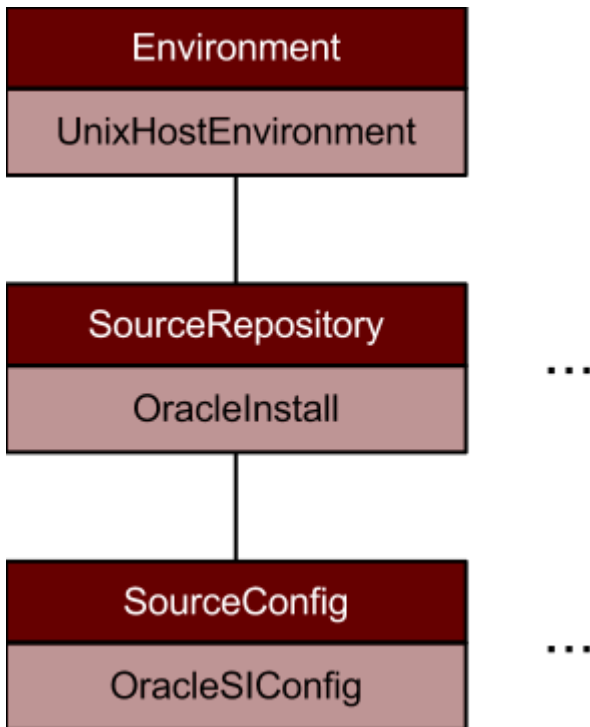 Environment
UnixHostEnvironment
SourceRepository
...
OracleInstall
SourceConfig
...
OracleSIConfig